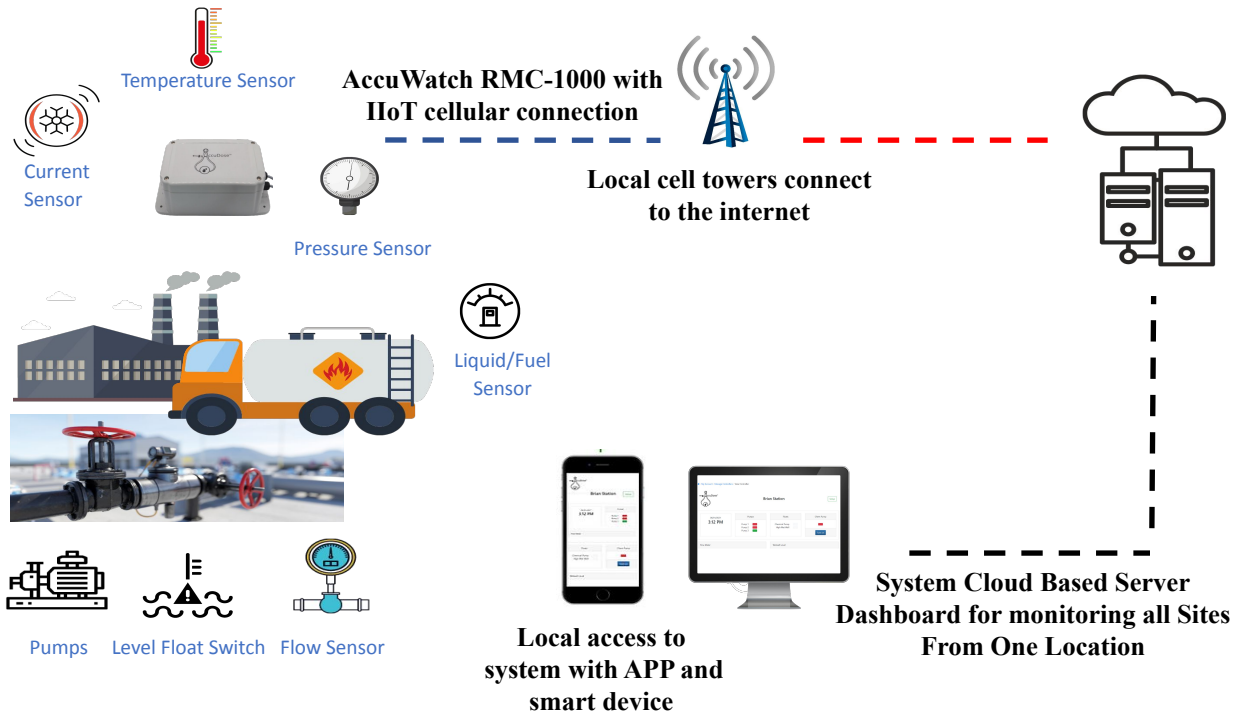 Temperature Sensor
AccuWatch RMC-1000 with
IIoT cellular connection
Current
Sensor
Local cell towers connect
to the internet
Pressure Sensor
Liquid/Fuel
Sensor
Brian Station
3:12 PM
Brian Station
3:12 PM
System Cloud Based Server
Dashboard for monitoring all Sites
From One Location
Pumps
Level Float Switch
Flow Sensor
Local access to
system with APP and
smart device